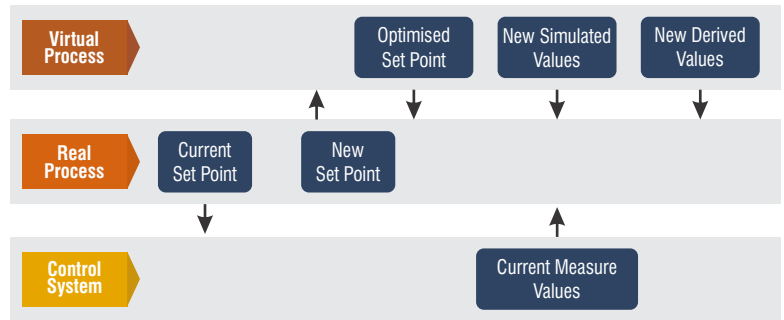 Virtual
Process
Optimised
Set Point
New Simulated
Values
New Derived
Values
Real
Process
Current
Set Point
New
Set Point
Control
System
Current Measure
Values